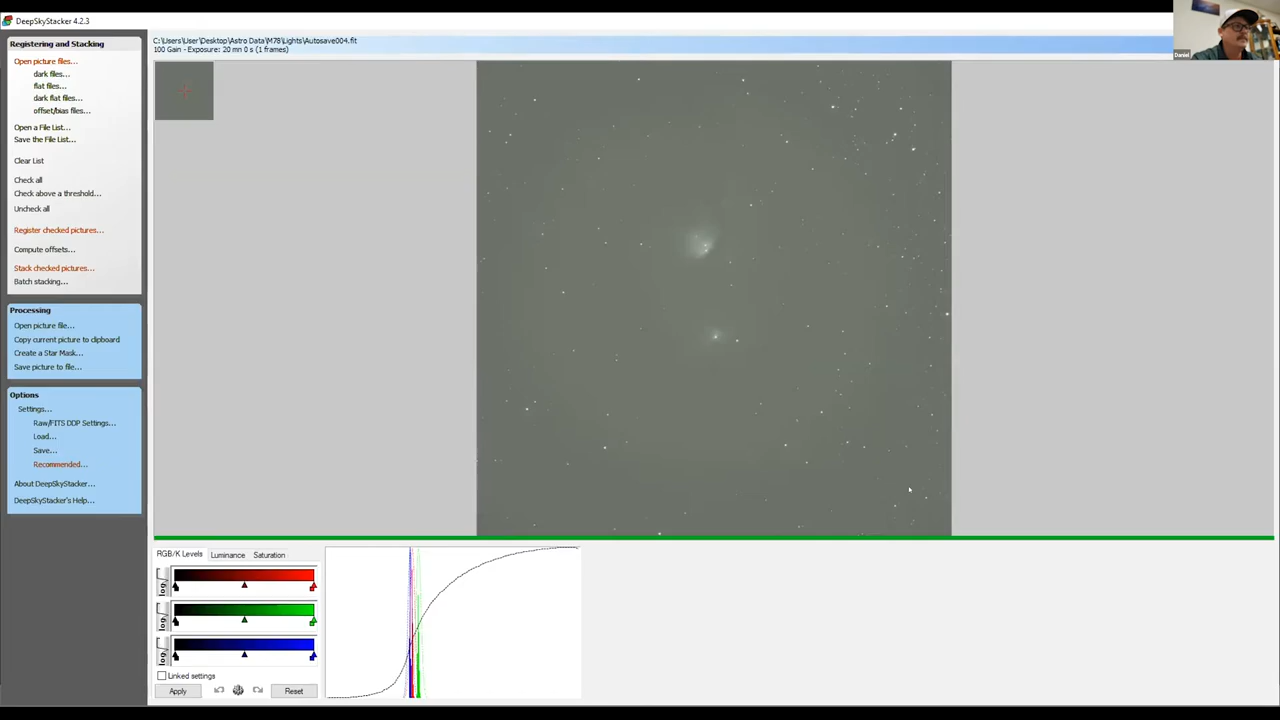 DeepSkyStacker 4.2.3
Registering and Stacking
Open picture files...
dark files...
flat files...
dark flat files...
offset/bias files...
Open a File List...
Save the File List...
Clear List
Check all
Check above a threshold...
Uncheck all
Register checked pictures...
Compute offsets...
Stack checked pictures...
Batch stacking...
Processing
Open picture file...
Copy current picture to clipboard
Create a Star Mask...
Save picture to file...
Options
Settings...
Raw/FITS DDP Settings...
Load...
Save...
Recommended...
About DeepSkyStacker...
DeepSkyStacker's Help...
C:\Users\User\Desktop\Astro Data\M78\Lights\Autosave004.fit
100 Gain - Exposure: 20 mn 0 s (1 frames)
Daniel
RGB/K Levels Luminance Saturation
log
log
log
Linked settings
Apply Reset